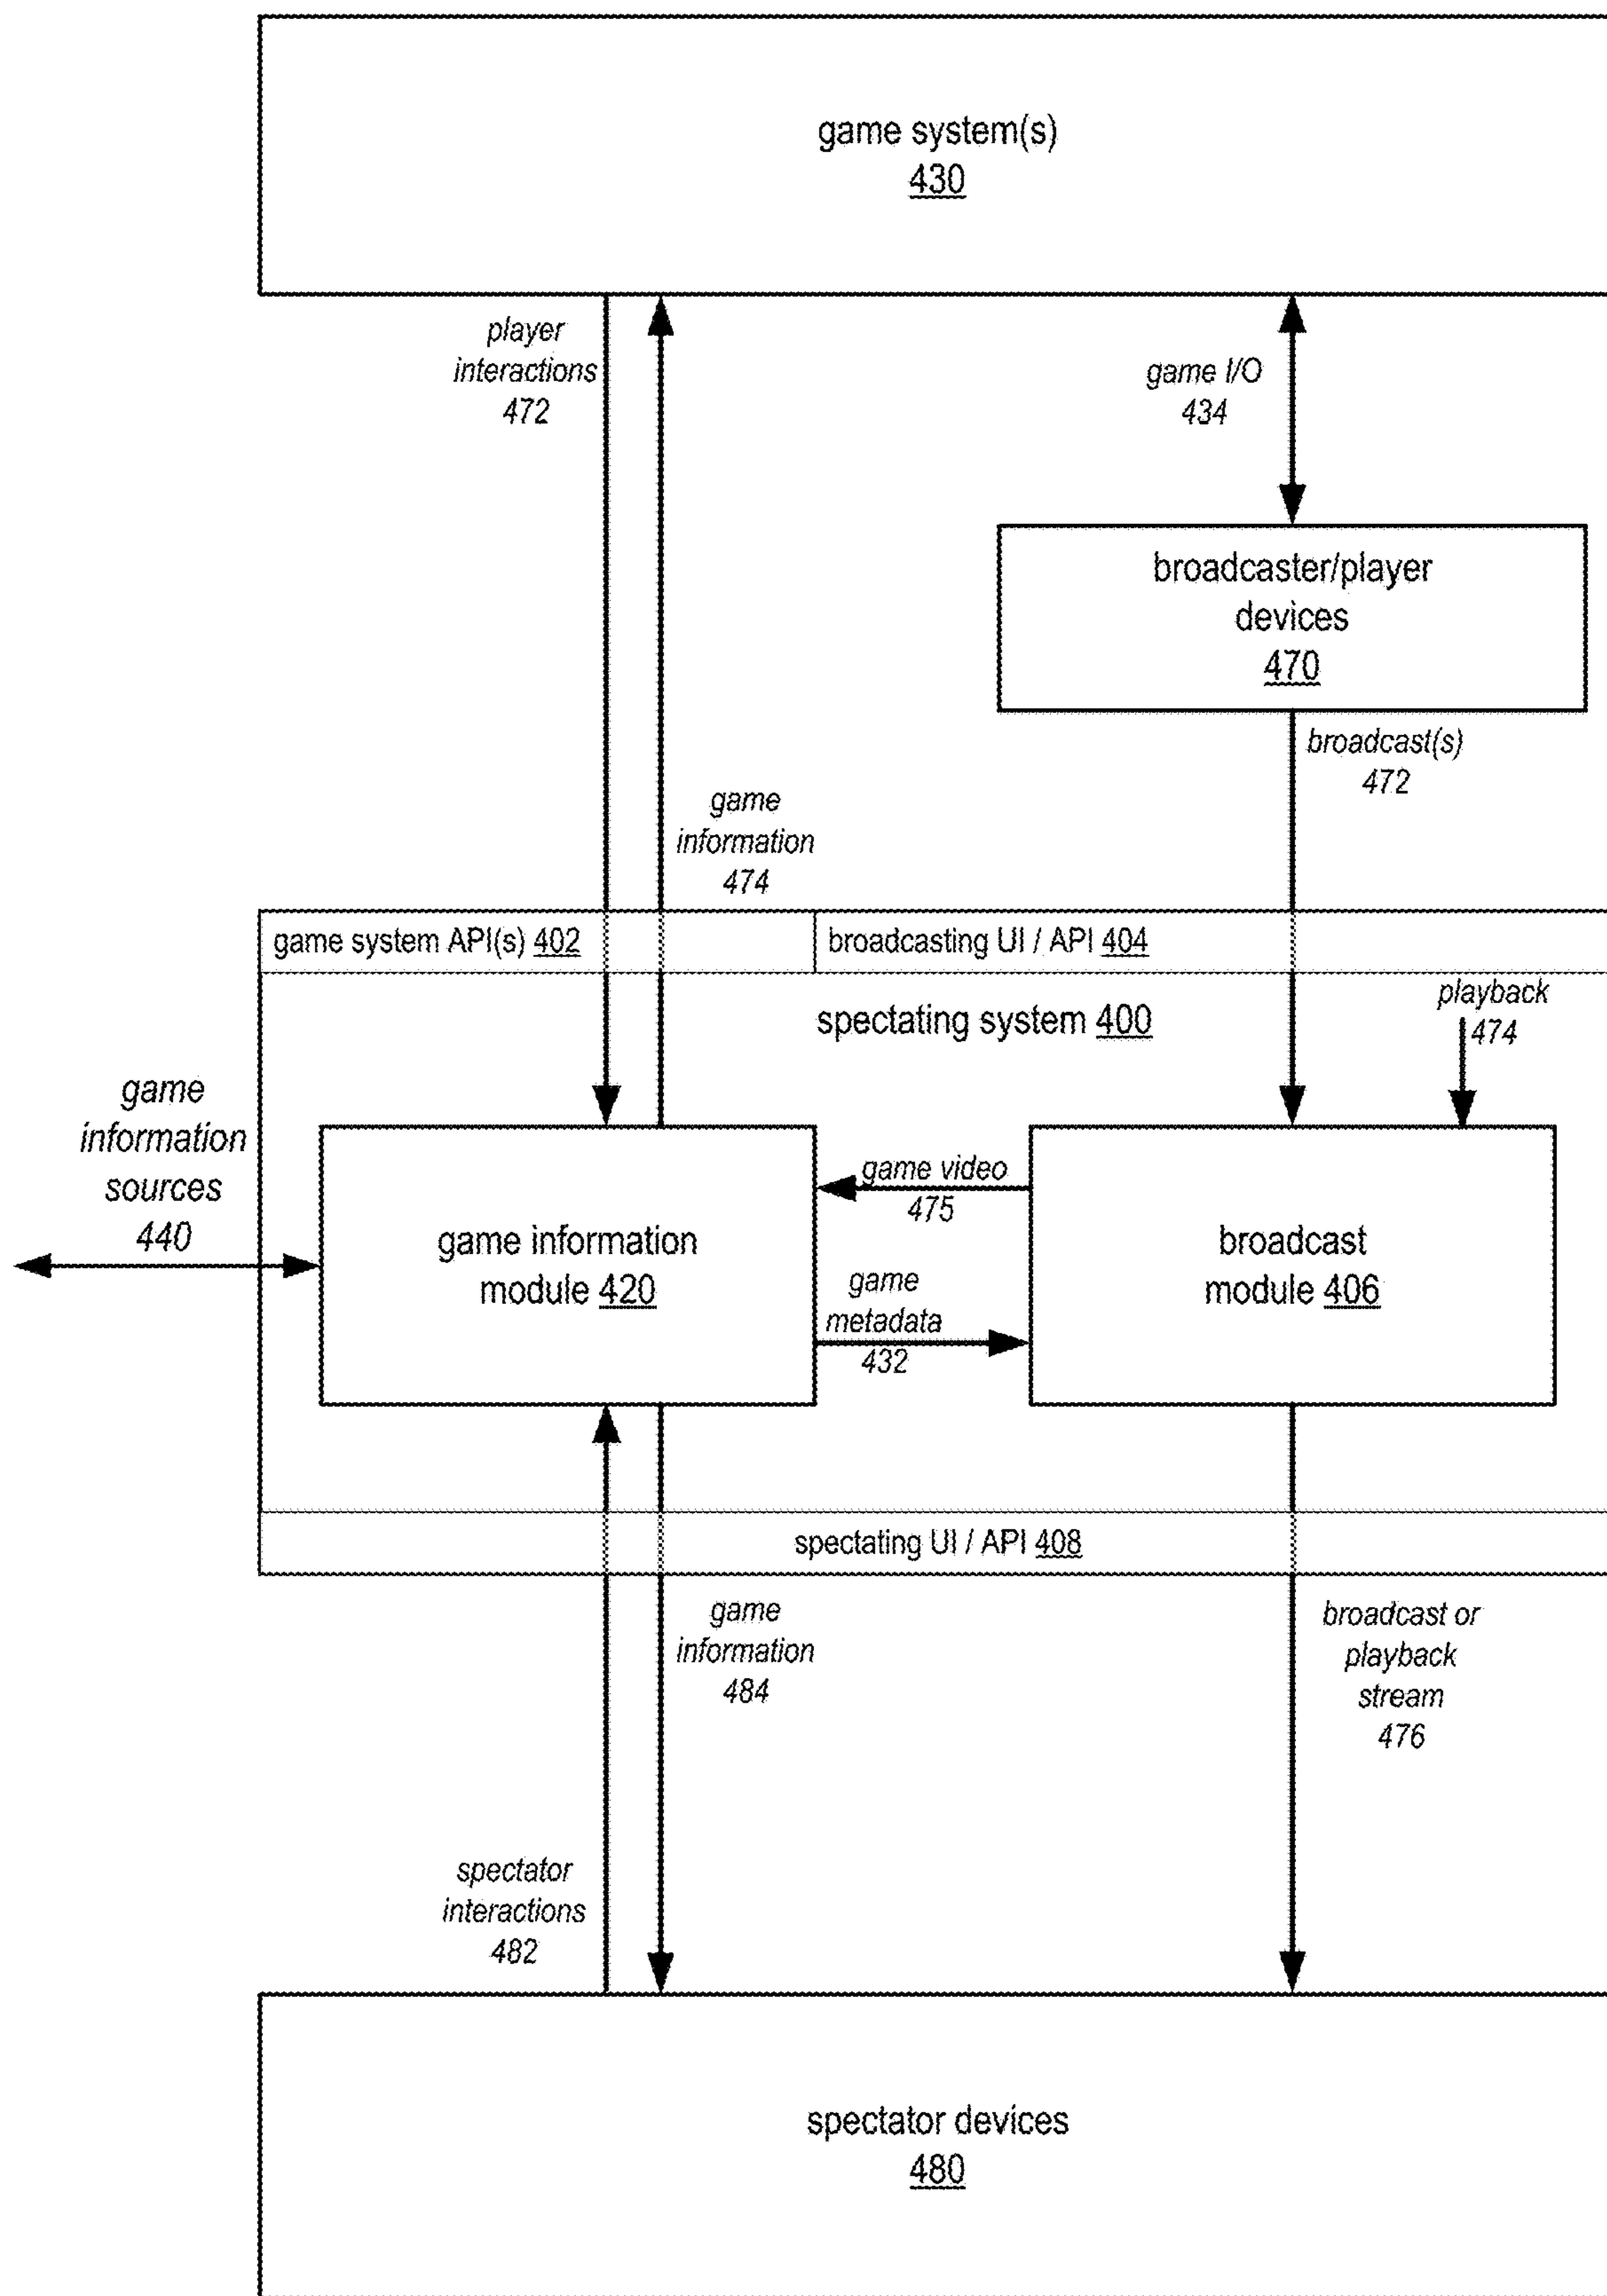 game system(s)
430
player
interactions
472
game I/O
434
broadcaster/player
devices
470
broadcast(s)
472
game
information
474
game system API(s) 402
broadcasting UI / API 404
spectating system 400
playback
474
game
information
sources
440
game video
475
game information
module 420
game
metadata
432
broadcast
module 406
spectating UI / API 408
game
information
484
broadcast or
playback
stream
476
spectator
interactions
482
spectator devices
480